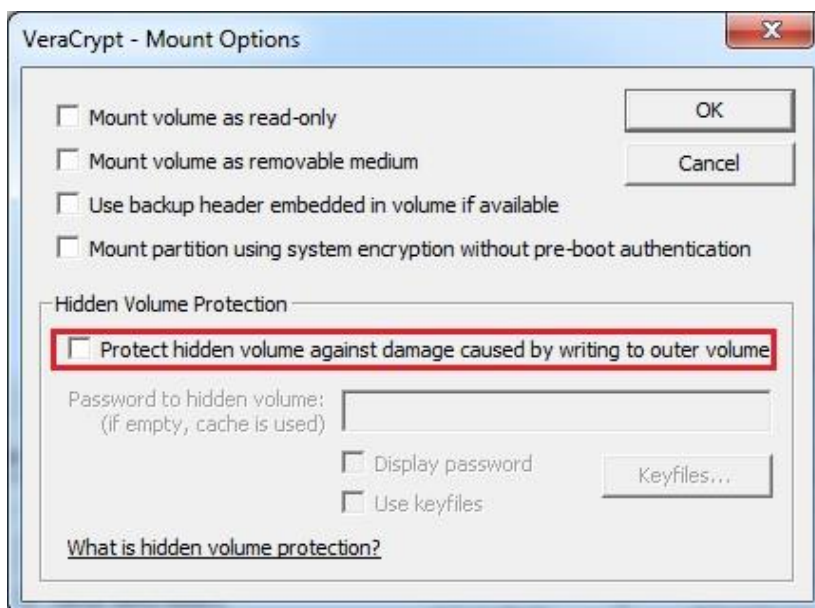 VeraCrypt - Mount Options
Mount volume as read-only
OK
Mount volume as removable medium
Cancel
Use backup header embedded in volume if available
Mount partition using system encryption without pre-boot authentication
Hidden Volume Protection
Protect hidden volume against damage caused by writing to outer volume
Password to hidden volume:
(if empty, cache is used)
Display password
Keyfiles...
Use keyfiles
What is hidden volume protection?